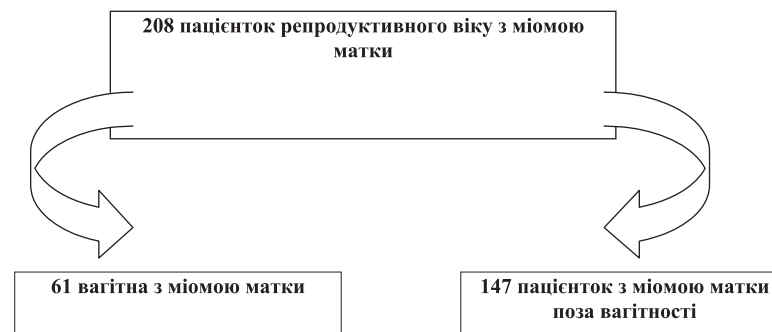 208 пацієнток репродуктивного віку з міомою
матки
61 вагітна з міомою матки
147 пацієнток з міомою матки
поза вагітності